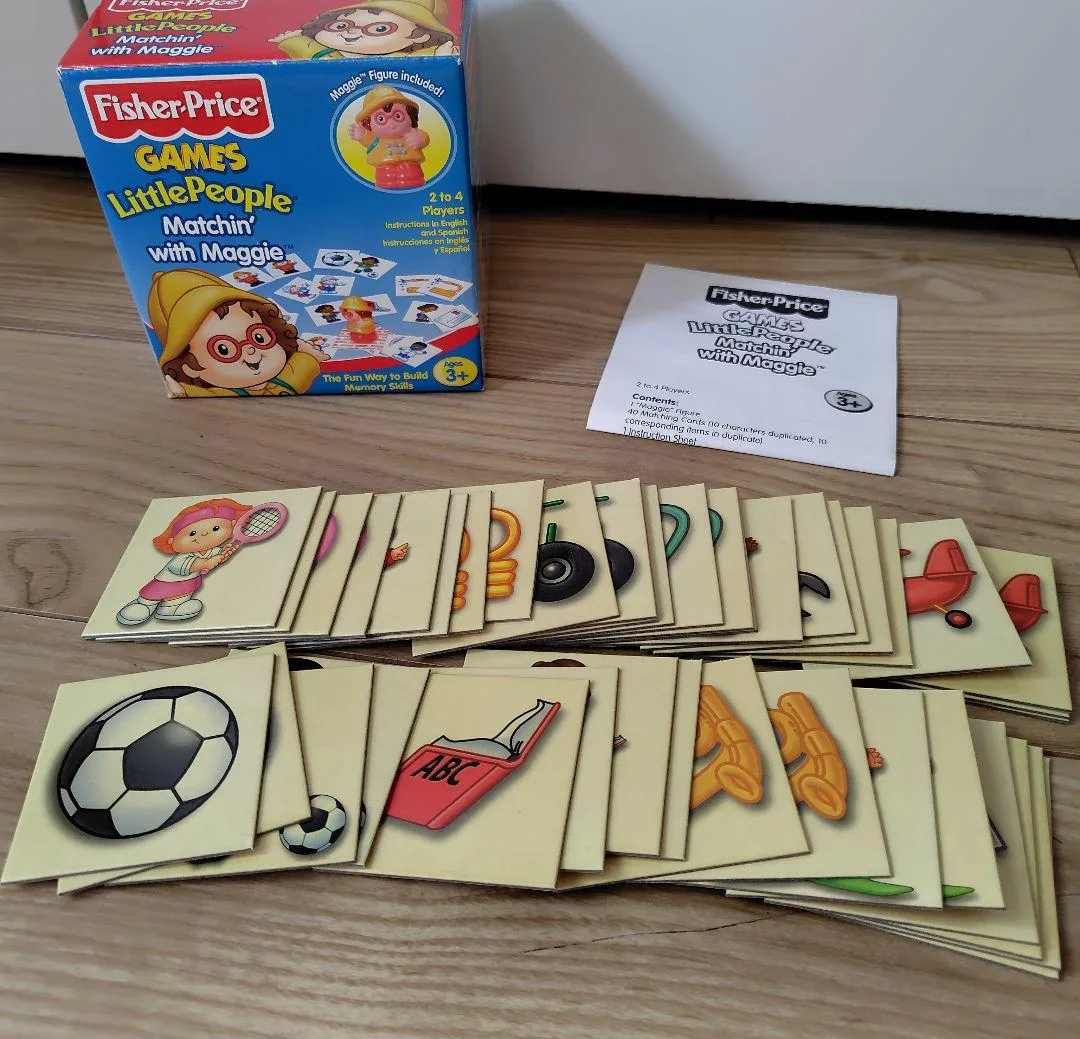 Fisher-Price
GAMES
LittlePeople
Matchin'
with Maggie
Fisher-Price®
GAMES
LittlePeople®
Matchin'
with Maggie™
Maggie™ Figure included!
2 to 4
Players
Instructions in English
and Spanish
Instrucciones en Inglés
y Español
The Fun Way to Build
Memory Skills
Ages
3+
Fisher-Price
GAMES
LittlePeople
Matchin'
with Maggie™
2 to 4 Players
Ages
3+
Contents:
1 "Maggie" Figure
40 Matching Cards (10 characters duplicated, 10
corresponding items in duplicate)
1 Instruction Sheet
ABC